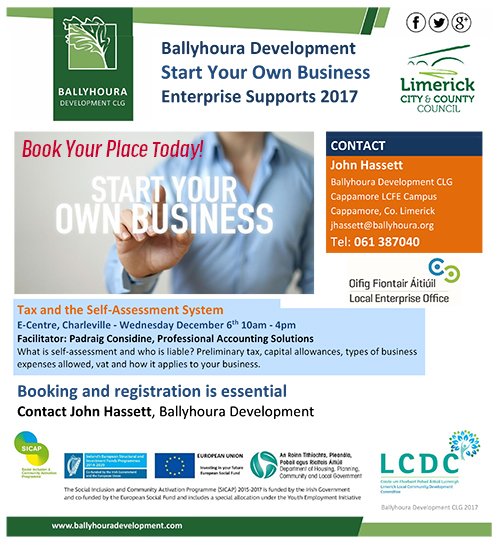 BALLYHOURA
DEVELOPMENT CLG
Ballyhoura Development
Start Your Own Business
Enterprise Supports 2017
Limerick
CITY & COUNTY
COUNCIL
Book Your Place Today!
START YOUR
OWN BUSINESS
CONTACT
John Hassett
Ballyhoura Development CLG
Cappamore LCFE Campus
Cappamore, Co. Limerick
jhassett@ballyhoura.org
Tel: 061 387040
Oifig Fiontair Áitiúil
Local Enterprise Office
Tax and the Self-Assessment System
E-Centre, Charleville - Wednesday December 6th 10am - 4pm
Facilitator: Padraig Considine, Professional Accounting Solutions
What is self-assessment and who is liable? Preliminary tax, capital allowances, types of business
expenses allowed, vat and how it applies to your business.
Booking and registration is essential
Contact John Hassett, Ballyhoura Development
SICAP
Social Inclusion &
Community Activation
Programme
Ireland's European Structural and
Investment Funds Programmes
2014-2020
Co-funded by the Irish Government
and the European Union
EUROPEAN UNION
Investing in your future
European Social Fund
An Roinn Tithíochta, Pleanála,
Pobail agus Rialtais Áitiúil
Department of Housing, Planning,
Community and Local Government
LCDC
Limerick Local Community Development
Committee
The Social Inclusion and Community Activation Programme (SICAP) 2015-2017 is funded by the Irish Government
and co-funded by the European Social Fund and includes a special allocation under the Youth Employment Initiative
Ballyhoura Development CLG 2017
www.ballyhouradevelopment.com